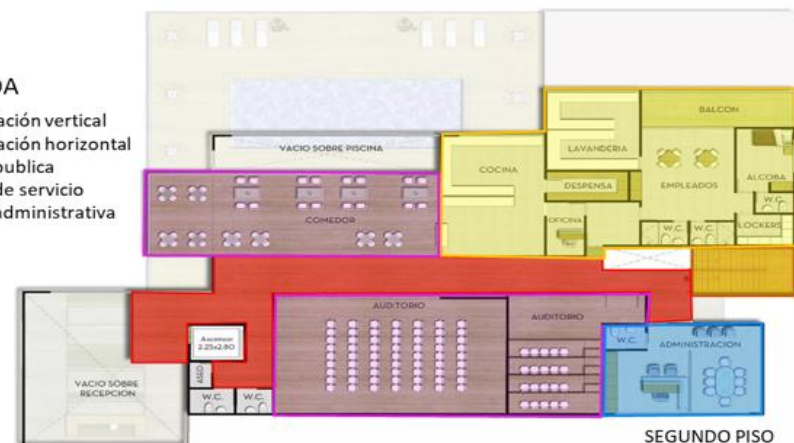 DA
ación vertical
ación horizontal
publica
de servicio
administrativa
BALCON
VACIO SOBRE PISCINA
LAVANDERIA
COCINA
DESPENSA
EMPLEADOS
ALCOBA
W.C.
COMEDOR
OFICINA
W.C.
W.C.
LOCKERS
AUDITORIO
AUDITORIO
W.C.
ADMINISTRACION
Ascensor
2.25x2.80
ASEO
VACIO SOBRE
RECEPCION
W.C.
W.C.
SEGUNDO PISO